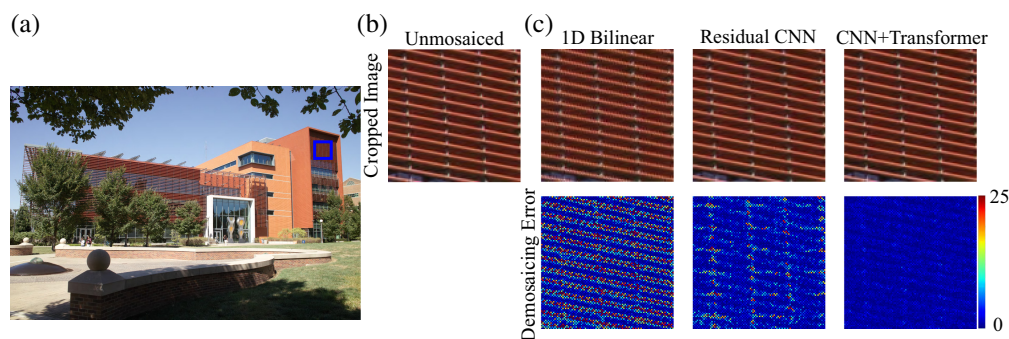 (a)
(b)
(c)
Unmosaiced
1D Bilinear
Residual CNN
CNN+Transformer
Cropped Image
Demosaicing Error
25
0